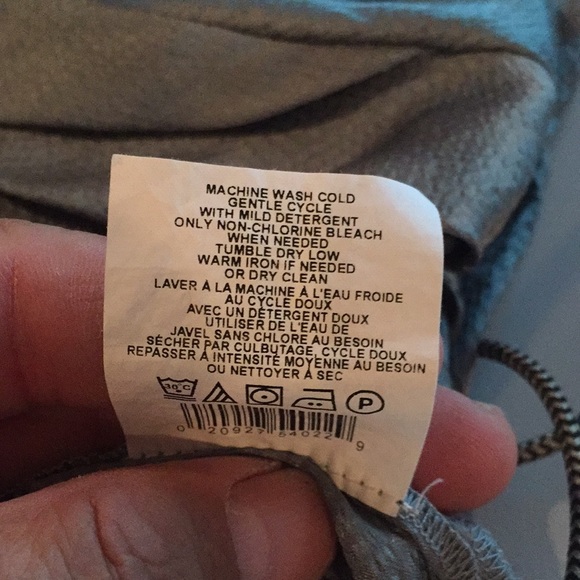 MACHINE WASH COLD
GENTLE CYCLE
WITH MILD DETERGENT
ONLY NON-CHLORINE BLEACH
WHEN NEEDED
TUMBLE DRY LOW
WARM IRON IF NEEDED
OR DRY CLEAN
LAVER À LA MACHINE À L'EAU FROIDE
AU CYCLE DOUX
AVEC UN DÉTERGENT DOUX
UTILISER DE L'EAU DE
JAVEL SANS CHLORE AU BESOIN
SÉCHER PAR CULBUTAGE, CYCLE DOUX
REPASSER À INTENSITÉ MOYENNE AU BESOIN
OU NETTOYER À SEC
30°C P
0 20927 54022 9